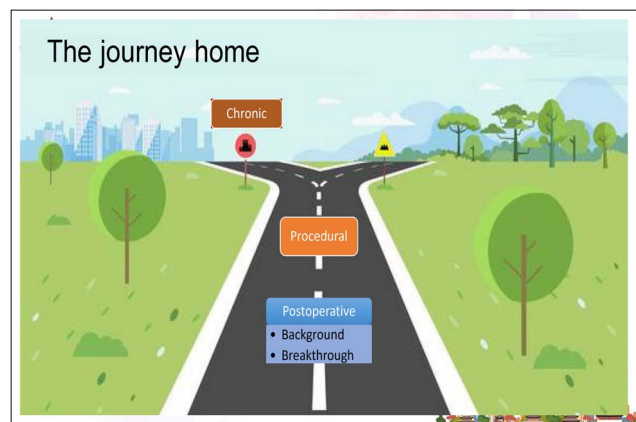 The journey home
Chronic
Procedural
Postoperative
• Background
• Breakthrough